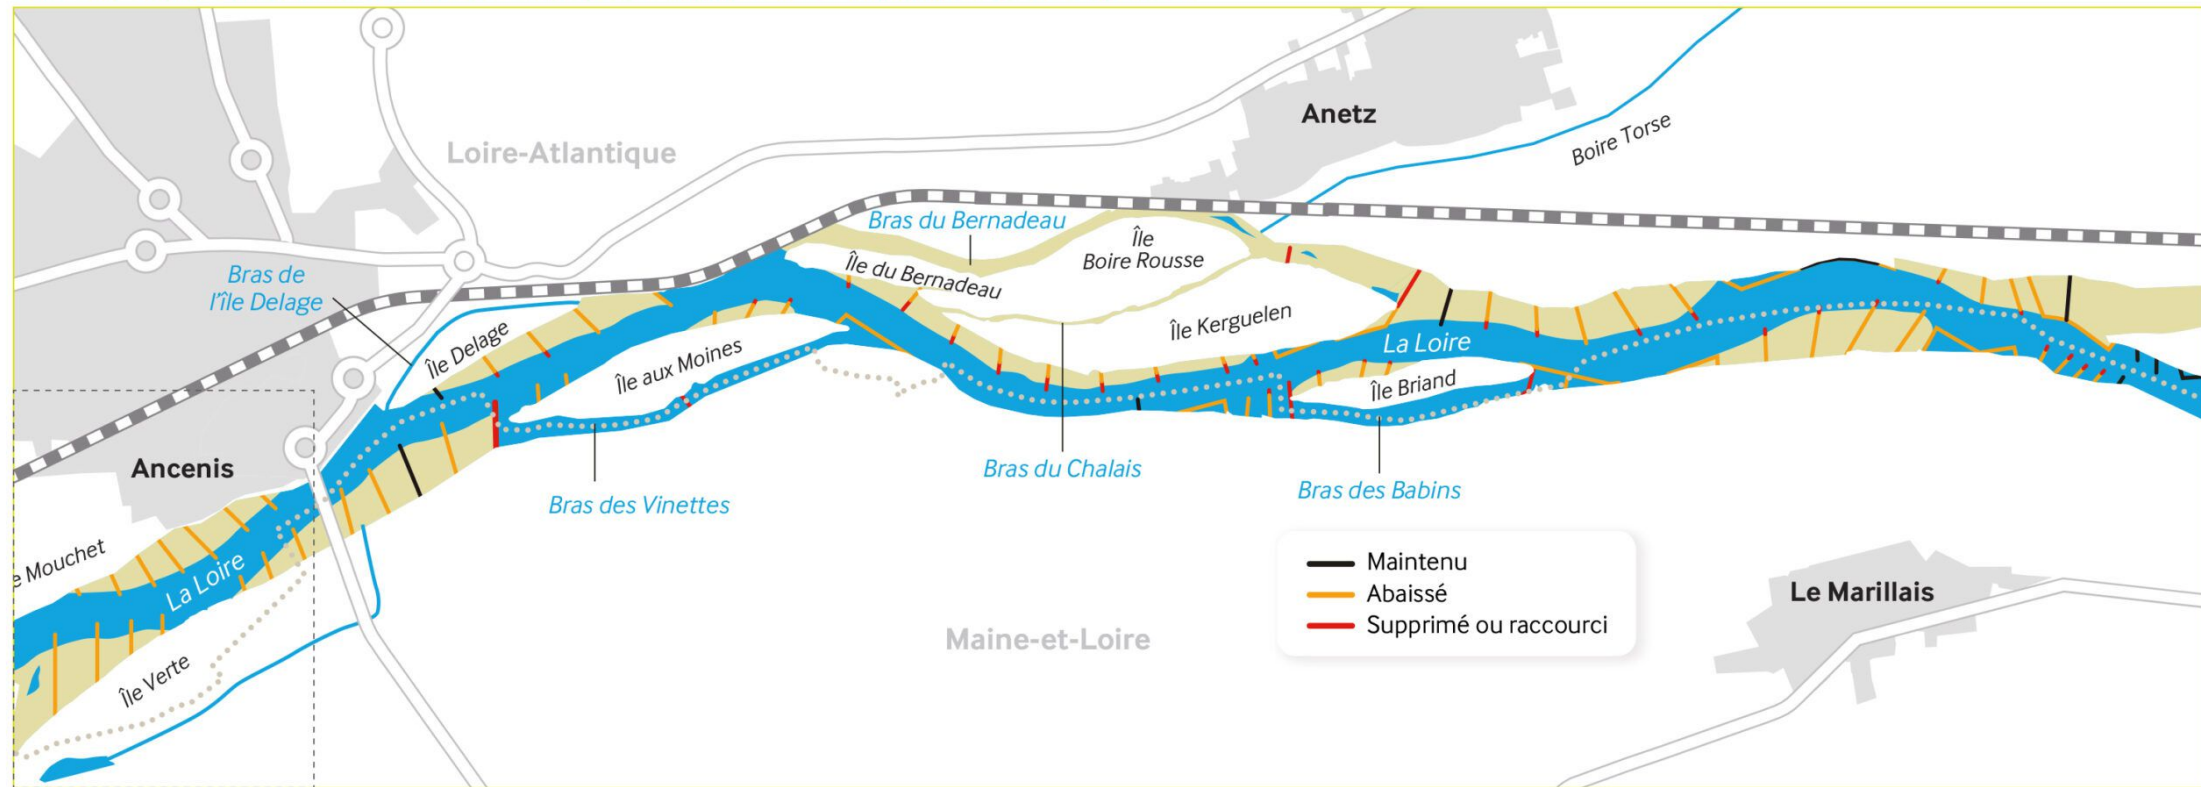 Anetz
Loire-Atlantique
Boire Torse
Bras du Bernadeau
Île
Boire Rousse
Bras de
l'île Delage
Île du Bernadeau
Île Delage
Île Kerguelen
La Loire
Île aux Moines
Île Briand
Ancenis
Bras du Chalais
Bras des Vinettes
Bras des Babins
e Mouchet
La Loire
Maintenu
Abaissé
Supprimé ou raccourci
Le Marillais
Maine-et-Loire
Île Verte